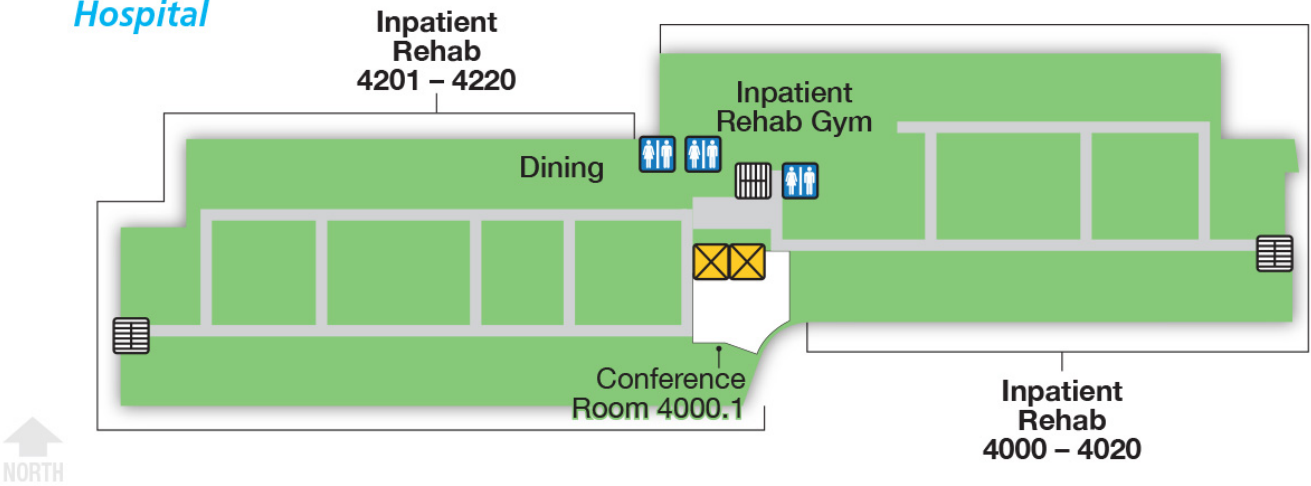 Hospital
Inpatient
Rehab
4201 – 4220
Inpatient
Rehab Gym
Dining
Conference
Room 4000.1
Inpatient
Rehab
4000 – 4020
NORTH